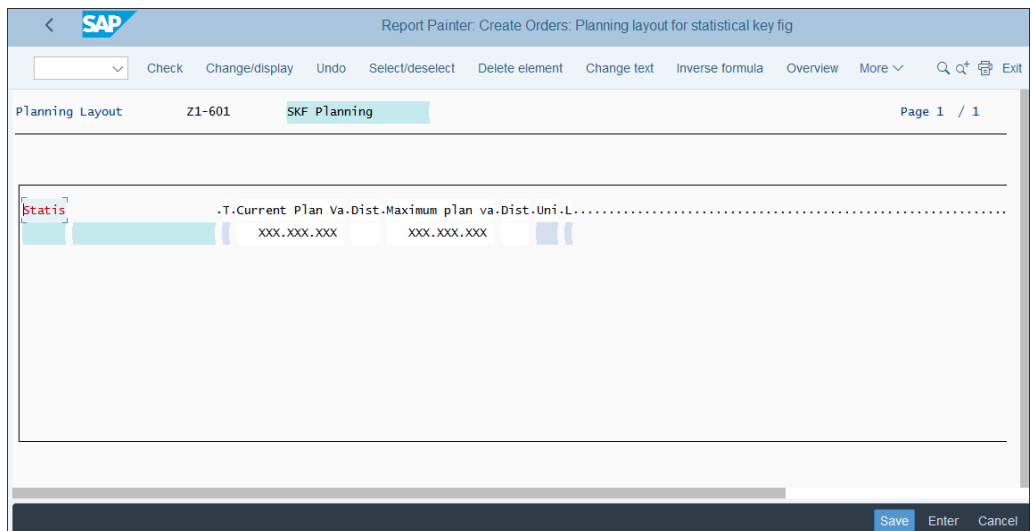 SAP Report Painter: Create Orders: Planning layout for statistical key fig
Check Change/display Undo Select/deselect Delete element Change text Inverse formula Overview More Exit
Planning Layout Z1-601 SKF Planning Page 1 / 1
Statis .T.Current Plan Va.Dist.Maximum plan va.Dist.Uni.L..............................................................
XXX.XXX.XXX XXX.XXX.XXX
Save Enter Cancel